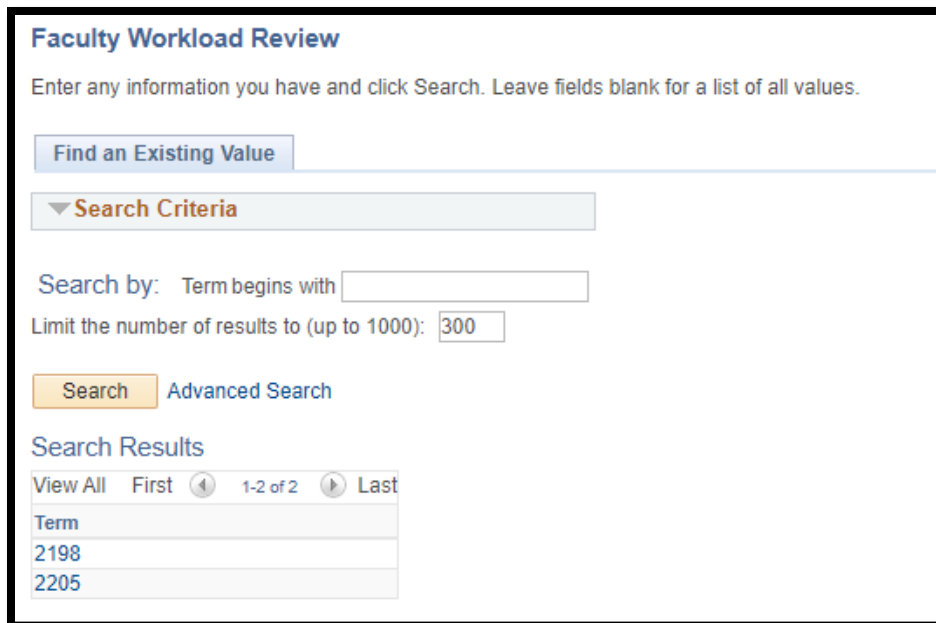 Faculty Workload Review
Enter any information you have and click Search. Leave fields blank for a list of all values.
Find an Existing Value
Search Criteria
Search by: Term begins with
Limit the number of results to (up to 1000): 300
Search Advanced Search
Search Results
View All First 1-2 of 2 Last
Term
2198
2205